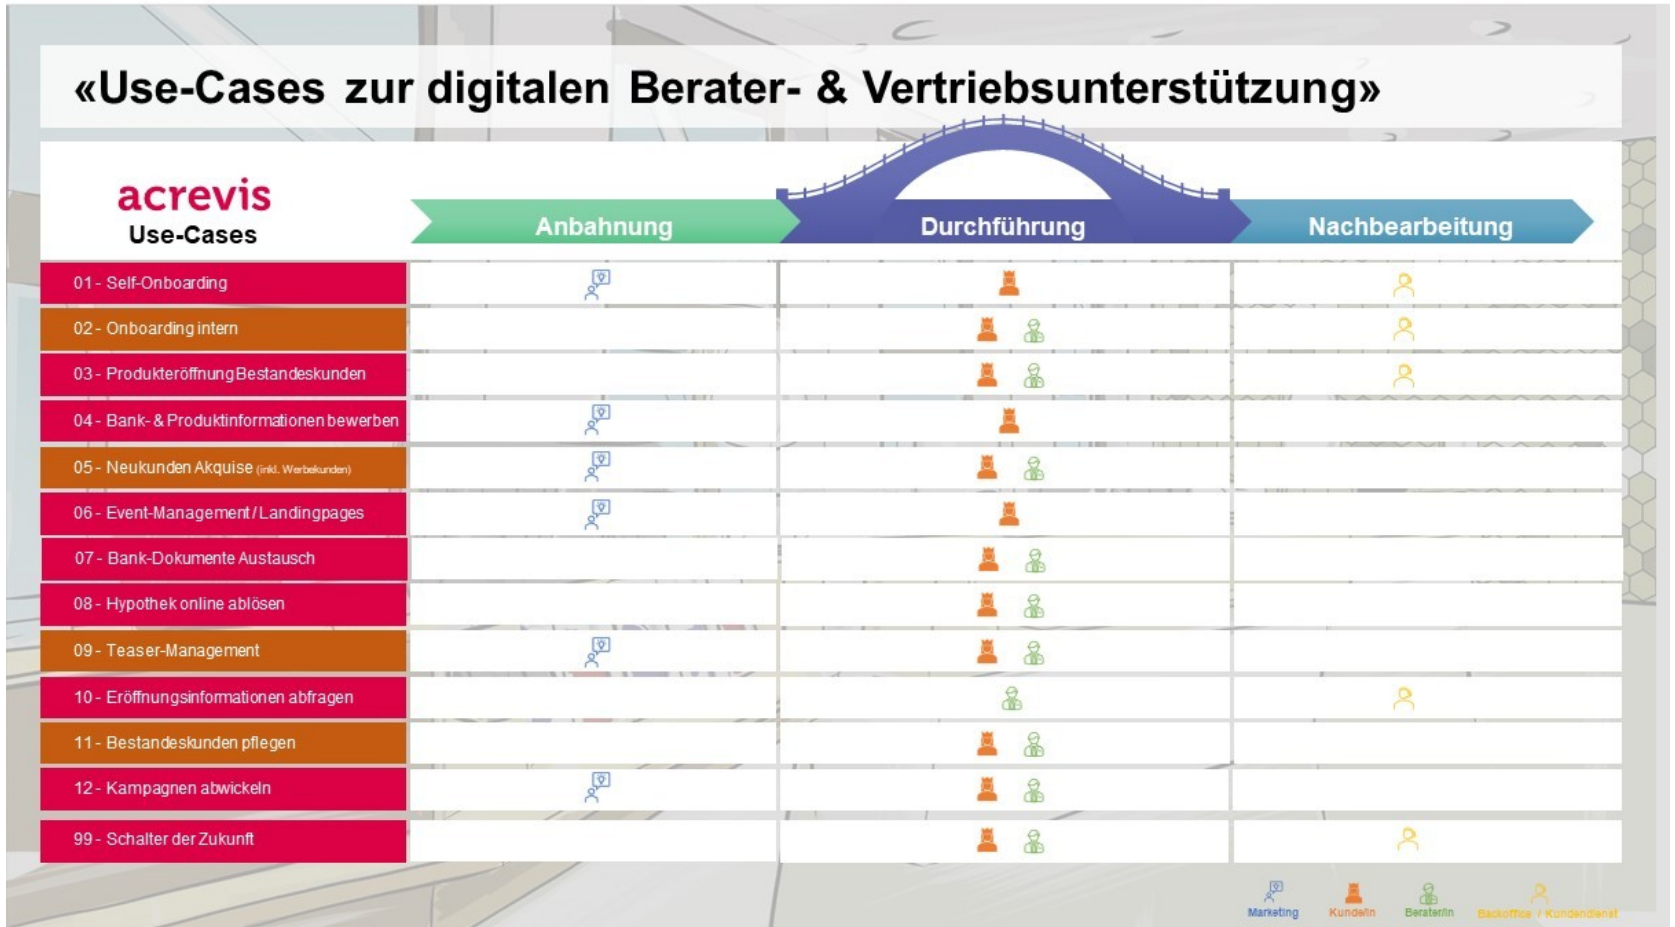 «Use-Cases zur digitalen Berater- & Vertriebsunterstützung»
acrevis
Use-Cases
Anbahnung
Durchführung
Nachbearbeitung
01 - Self-Onboarding
02 - Onboarding intern
03 - Produkteröffnung Bestandeskunden
04 - Bank- & Produktinformationen bewerben
05 - Neukunden Akquise (inkl. Werbekunden)
06 - Event-Management / Landingpages
07 - Bank-Dokumente Austausch
08 - Hypothek online ablösen
09 - Teaser-Management
10 - Eröffnungsinformationen abfragen
11 - Bestandeskunden pflegen
12 - Kampagnen abwickeln
99 - Schalter der Zukunft
Marketing
Kunde/in
Berater/in
Backoffice / Kundendienst